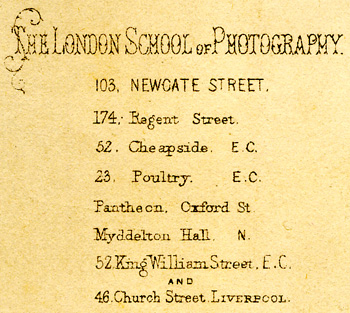 THE LONDON SCHOOL OF PHOTOGRAPHY.
103, NEWGATE STREET.
174, Regent Street.
52. Cheapside. E.C.
23. Poultry. E.C.
Pantheon, Oxford St.
Myddelton Hall. N.
52. King William Street, E.C.
AND
46. Church Street, LIVERPOOL.